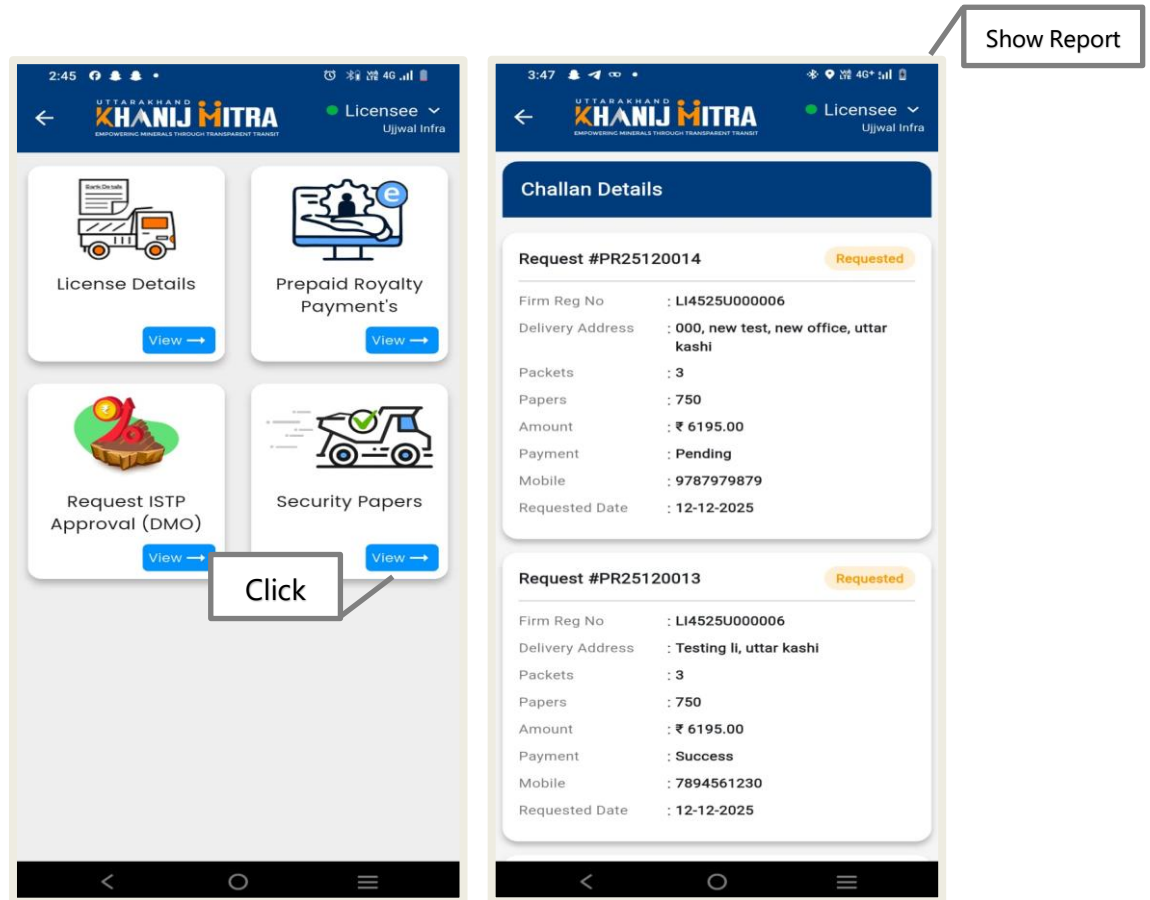 Show Report
2:45
4G
UTTARAKHAND
KHANIJ MITRA
EMPOWERING MINERALS THROUGH TRANSPARENT TRANSIT
Licensee
Ujjwal Infra
Bank Details
License Details
View →
e
Prepaid Royalty
Payment's
View →
₹
Request ISTP
Approval (DMO)
View →
Security Papers
View →
Click
3:47
4G+
UTTARAKHAND
KHANIJ MITRA
EMPOWERING MINERALS THROUGH TRANSPARENT TRANSIT
Licensee
Ujjwal Infra
Challan Details
Request #PR25120014 Requested
Firm Reg No : LI4525U000006
Delivery Address : 000, new test, new office, uttar
kashi
Packets : 3
Papers : 750
Amount : ₹ 6195.00
Payment : Pending
Mobile : 9787979879
Requested Date : 12-12-2025
Request #PR25120013 Requested
Firm Reg No : LI4525U000006
Delivery Address : Testing li, uttar kashi
Packets : 3
Papers : 750
Amount : ₹ 6195.00
Payment : Success
Mobile : 7894561230
Requested Date : 12-12-2025